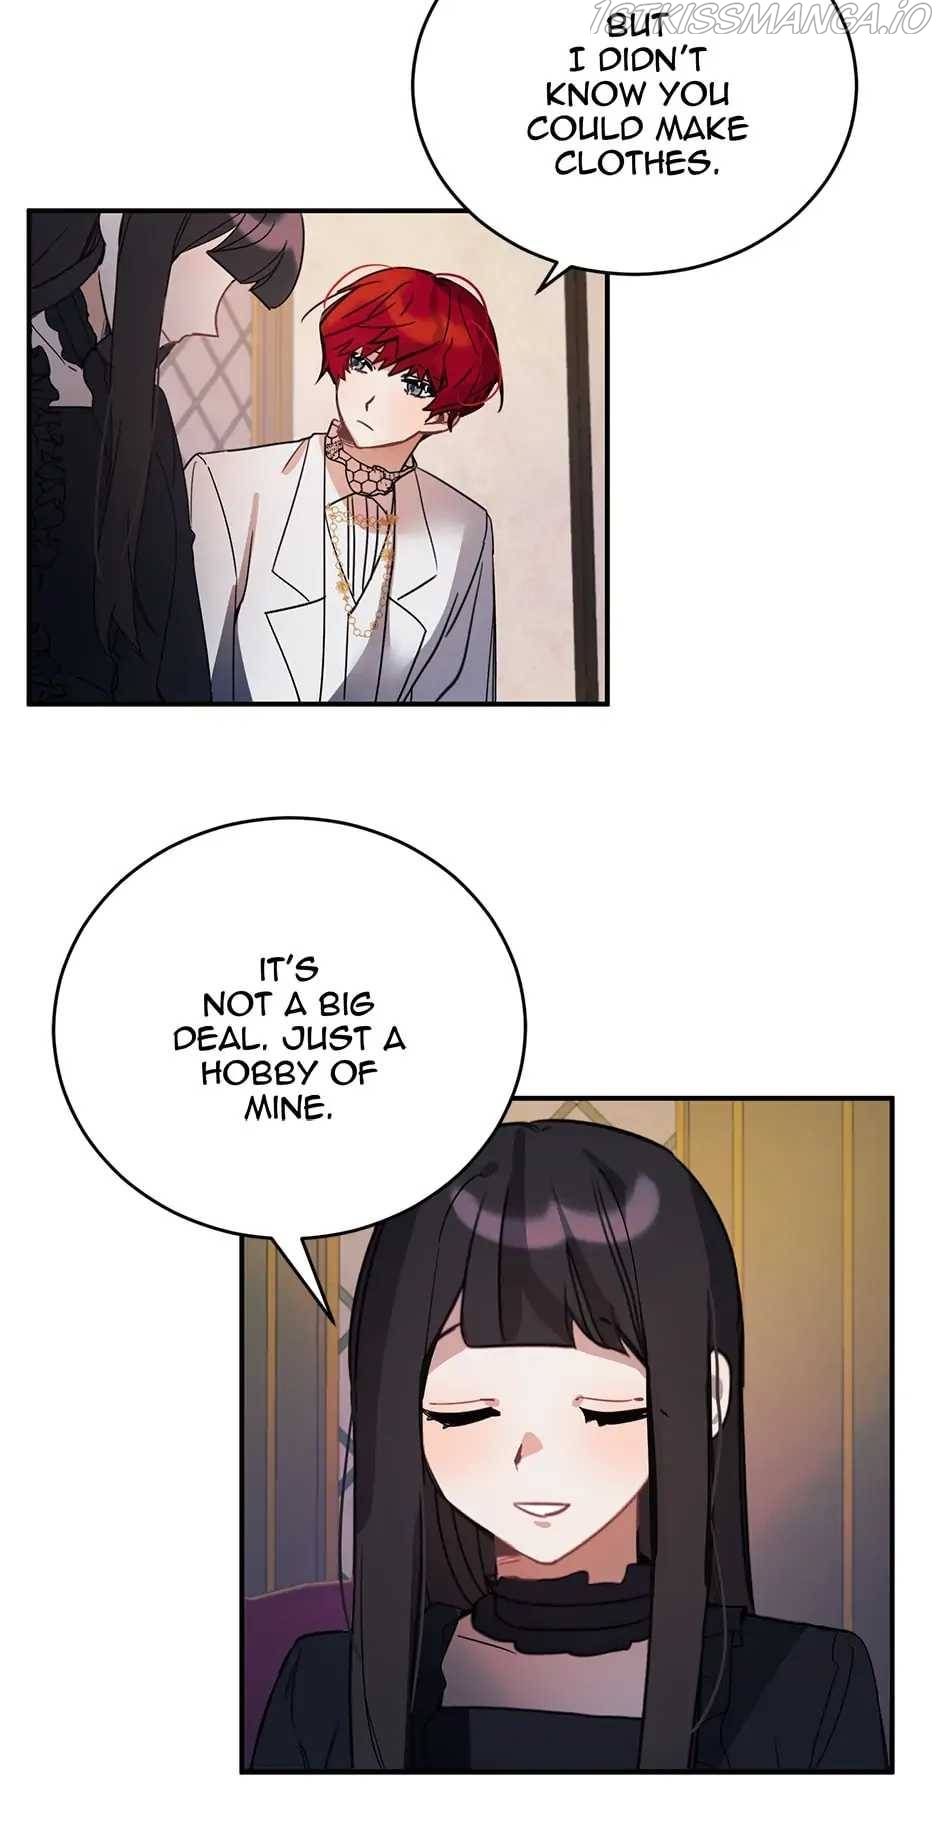 1STKISSMANGA.iO
BUT
I DIDN'T
KNOW YOU
COULD MAKE
CLOTHES.
IT'S
NOT A BIG
DEAL. JUST A
HOBBY OF
MINE.